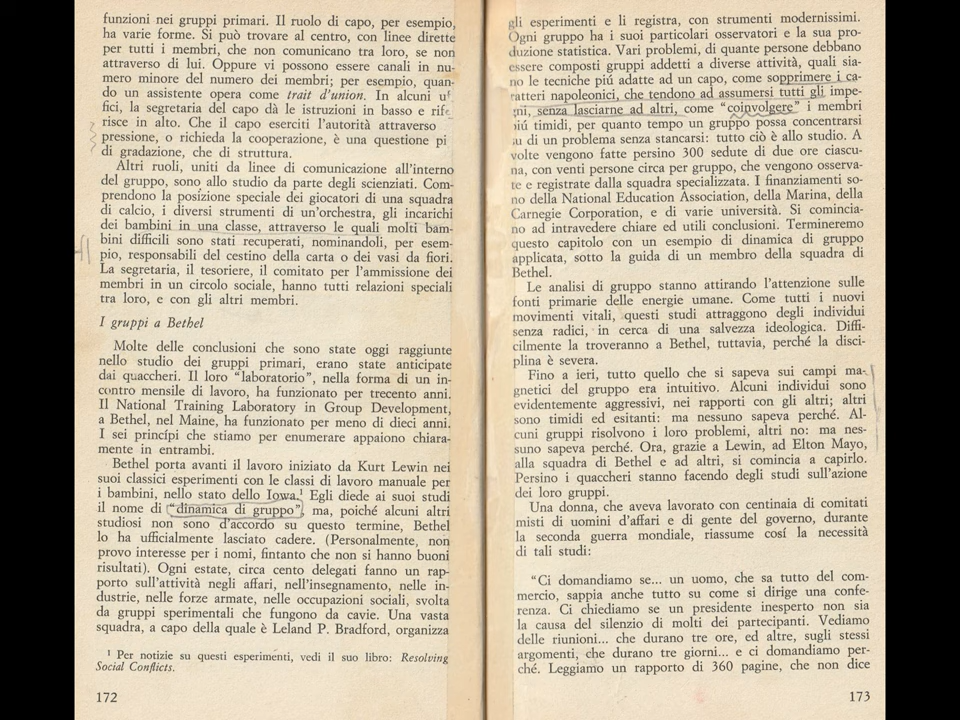 funzioni nei gruppi primari. Il ruolo di capo, per esempio,
ha varie forme. Si può trovare al centro, con linee dirette
per tutti i membri, che non comunicano tra loro, se non
attraverso di lui. Oppure vi possono essere canali in nu-
mero minore del numero dei membri; per esempio, quan-
do un assistente opera come trait d'union. In alcuni
fici, la segretaria del capo dà le istruzioni in basso e
risce in alto. Che il capo eserciti l'autorità attraverso
pressione, o richieda la cooperazione, è una questione
di gradazione, che di struttura.
Altri ruoli, uniti da linee di comunicazione all'interno
del gruppo, sono allo studio da parte degli scienziati. Com-
prendono la posizione speciale dei giocatori di una squadra
di calcio, i diversi strumenti di un'orchestra, gli incarichi
dei bambini in una classe, attraverso le quali molti bam-
bini difficili sono stati recuperati, nominandoli, per esem-
pio, responsabili del cestino della carta o dei vasi da fiori.
La segretaria, il tesoriere, il comitato per l'ammissione dei
membri in un circolo sociale, hanno tutti relazioni speciali
tra loro, e con gli altri membri.
I gruppi a Bethel
Molte delle conclusioni che sono state oggi raggiunte
nello studio dei gruppi primari, erano state anticipate
dai quaccheri. Il loro "laboratorio", nella forma di un in-
contro mensile di lavoro, ha funzionato per trecento anni.
Il National Training Laboratory in Group Development,
a Bethel, nel Maine, ha funzionato per meno di dieci anni.
I sei princípi che stiamo per enumerare appaiono chiara-
mente in entrambi.
Bethel porta avanti il lavoro iniziato da Kurt Lewin nei
suoi classici esperimenti con le classi di lavoro manuale per
i bambini, nello stato dello Iowa.¹ Egli diede ai suoi studi
il nome di "dinamica di gruppo", ma, poiché alcuni altri
studiosi non sono d'accordo su questo termine, Bethel
lo ha ufficialmente lasciato cadere. (Personalmente, non
provo interesse per i nomi, fintanto che non si hanno buoni
risultati). Ogni estate, circa cento delegati fanno un rap-
porto sull'attività negli affari, nell'insegnamento, nelle in-
dustrie, nelle forze armate, nelle occupazioni sociali, svolta
da gruppi sperimentali che fungono da cavie. Una vasta
squadra, a capo della quale è Leland P. Bradford, organizza
¹ Per notizie su questi esperimenti, vedi il suo libro: Resolving
Social Conflicts.
172
gli esperimenti e li registra, con strumenti modernissimi.
Ogni gruppo ha i suoi particolari osservatori e la sua pro-
duzione statistica. Vari problemi, di quante persone debbano
essere composti gruppi addetti a diverse attività, quali sia-
no le tecniche piú adatte ad un capo, come sopprimere i ca-
ratteri napoleonici, che tendono ad assumersi tutti gli impe-
gni, senza lasciarne ad altri, come "coinvolgere" i membri
piú timidi, per quanto tempo un gruppo possa concentrarsi
su di un problema senza stancarsi: tutto ciò è allo studio. A
volte vengono fatte persino 300 sedute di due ore ciascu-
na, con venti persone circa per gruppo, che vengono osserva-
te e registrate dalla squadra specializzata. I finanziamenti so-
no della National Education Association, della Marina, della
Carnegie Corporation, e di varie università. Si comincia-
no ad intravedere chiare ed utili conclusioni. Termineremo
questo capitolo con un esempio di dinamica di gruppo
applicata, sotto la guida di un membro della squadra di
Bethel.
Le analisi di gruppo stanno attirando l'attenzione sulle
fonti primarie delle energie umane. Come tutti i nuovi
movimenti vitali, questi studi attraggono degli individui
senza radici, in cerca di una salvezza ideologica. Diffi-
cilmente la troveranno a Bethel, tuttavia, perché la disci-
plina è severa.
Fino a ieri, tutto quello che si sapeva sui campi ma-
gnetici del gruppo era intuitivo. Alcuni individui sono
evidentemente aggressivi, nei rapporti con gli altri; altri
sono timidi ed esitanti: ma nessuno sapeva perché. Al-
cuni gruppi risolvono i loro problemi, altri no: ma nes-
suno sapeva perché. Ora, grazie a Lewin, ad Elton Mayo,
alla squadra di Bethel e ad altri, si comincia a capirlo.
Persino i quaccheri stanno facendo degli studi sull'azione
dei loro gruppi.
Una donna, che aveva lavorato con centinaia di comitati
misti di uomini d'affari e di gente del governo, durante
la seconda guerra mondiale, riassume cosí la necessità
di tali studi:
"Ci domandiamo se... un uomo, che sa tutto del com-
mercio, sappia anche tutto su come si dirige una confe-
renza. Ci chiediamo se un presidente inesperto non sia
la causa del silenzio di molti dei partecipanti. Vediamo
delle riunioni... che durano tre ore, ed altre, sugli stessi
argomenti, che durano tre giorni... e ci domandiamo per-
ché. Leggiamo un rapporto di 360 pagine, che non dice
173